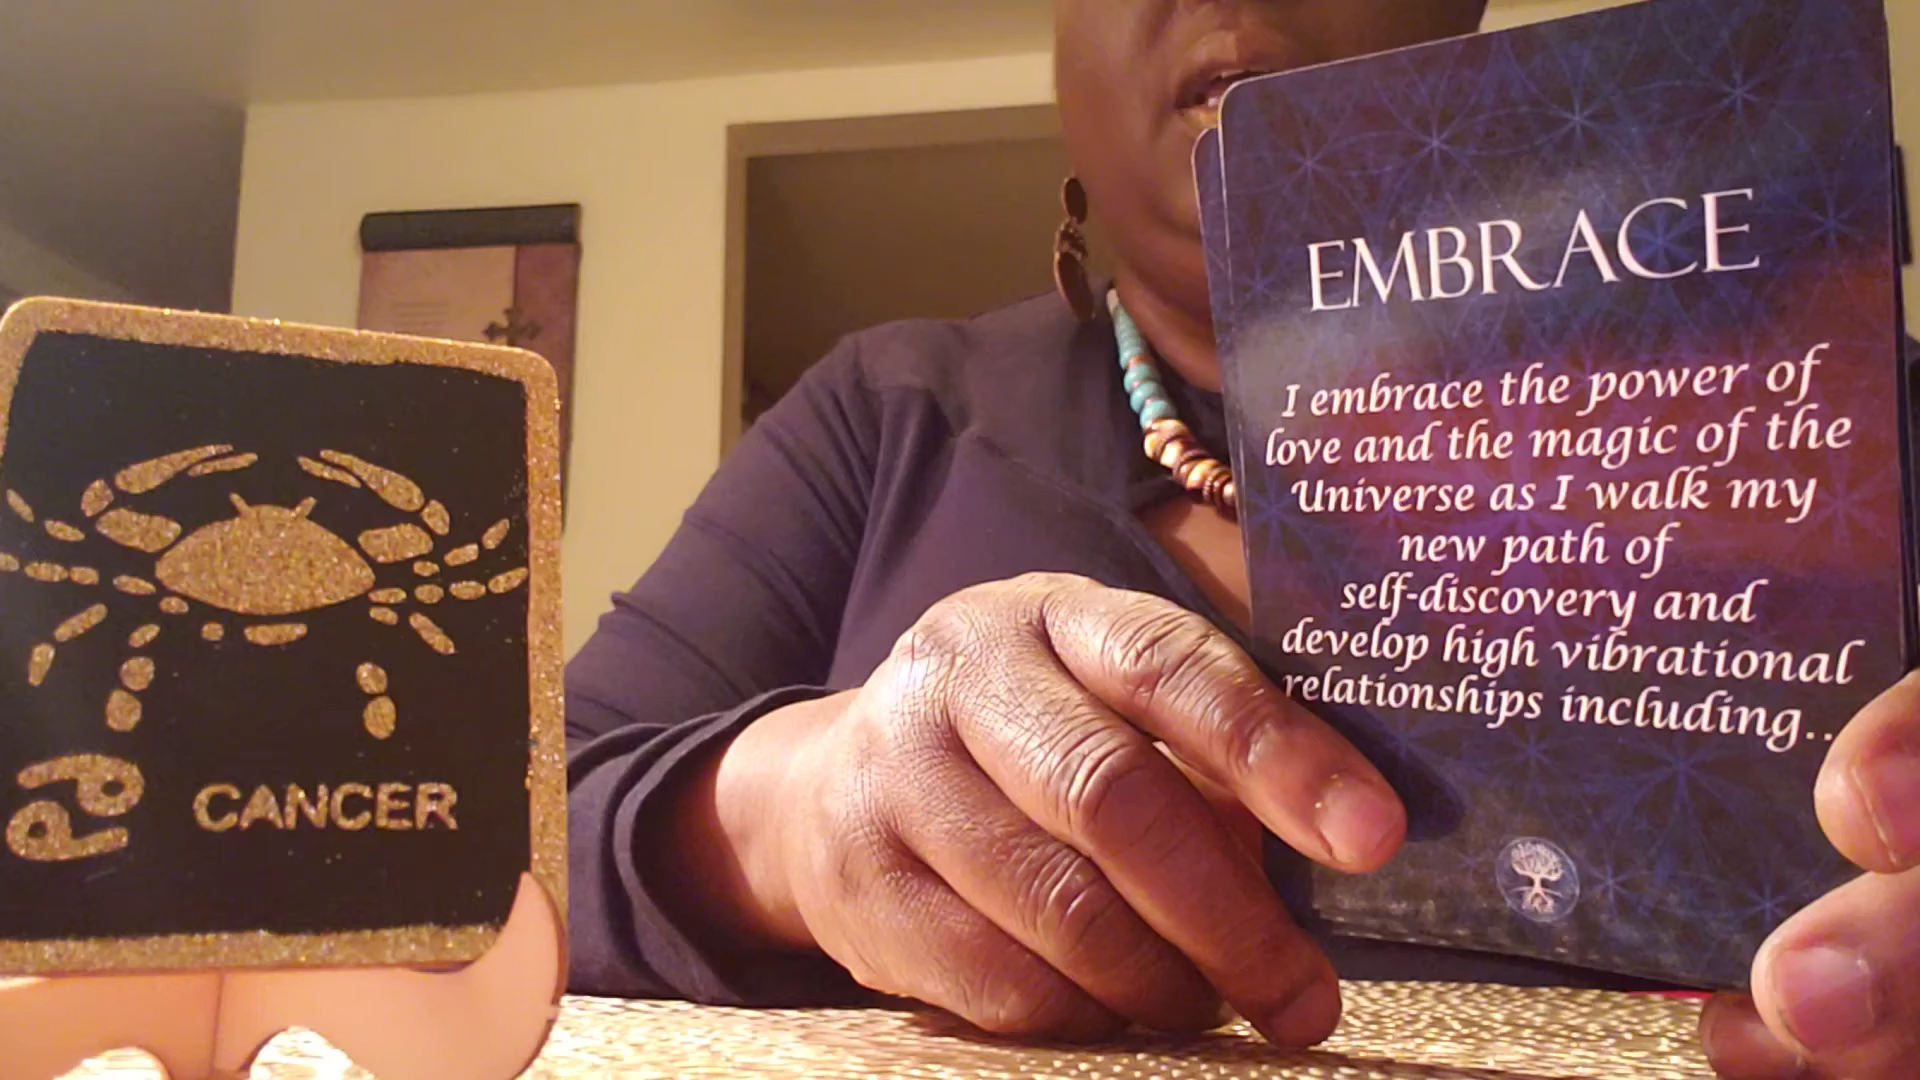 CANCER
EMBRACE
I embrace the power of
love and the magic of the
Universe as I walk my
new path of
self-discovery and
develop high vibrational
relationships including...